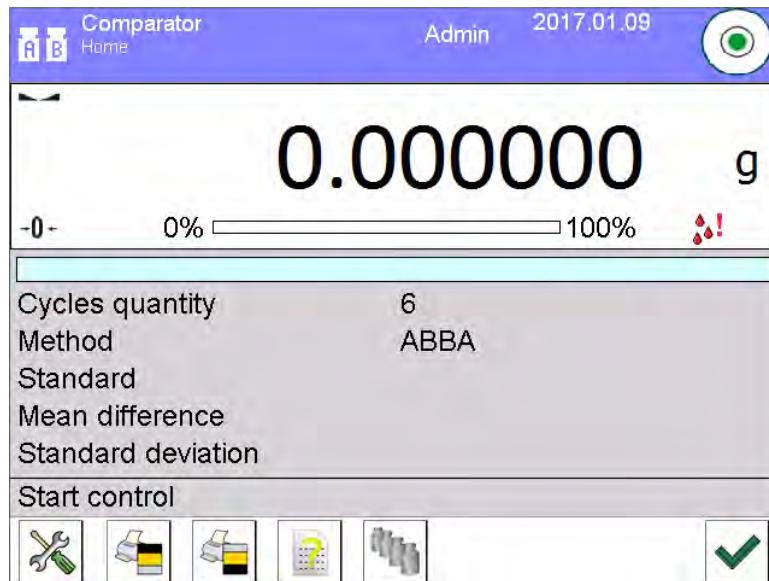 Comparator
Home
Admin
2017.01.09
A B
0.000000 g
-0-
0% 100%
!
Cycles quantity 6
Method ABBA
Standard
Mean difference
Standard deviation
Start control
?